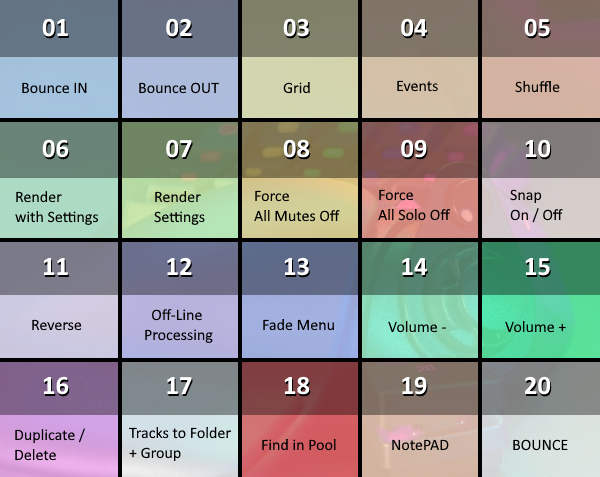 01
02
03
04
05
Bounce IN
Bounce OUT
Grid
Events
Shuffle
06
07
08
09
10
Render
with Settings
Render
Settings
Force
All Mutes Off
Force
All Solo Off
Snap
On / Off
11
12
13
14
15
Reverse
Off-Line
Processing
Fade Menu
Volume -
Volume +
16
17
18
19
20
Duplicate /
Delete
Tracks to Folder
+ Group
Find in Pool
NotePAD
BOUNCE